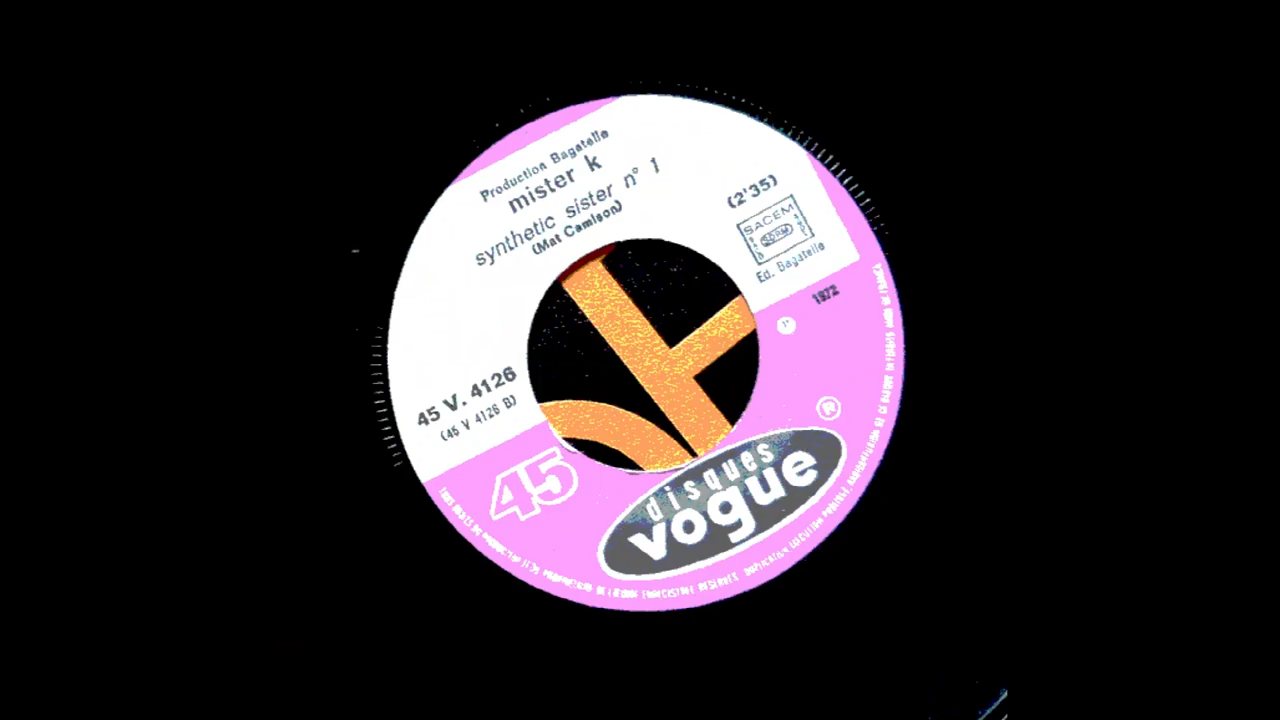 Production Bagatelle
mister k
synthetic sister n° 1
(Mat Camison)
(2'35)
SACEM
Ed. Bagatelle
1972
45 V. 4126
(45 V 4126 B)
45
disques
vogue
®